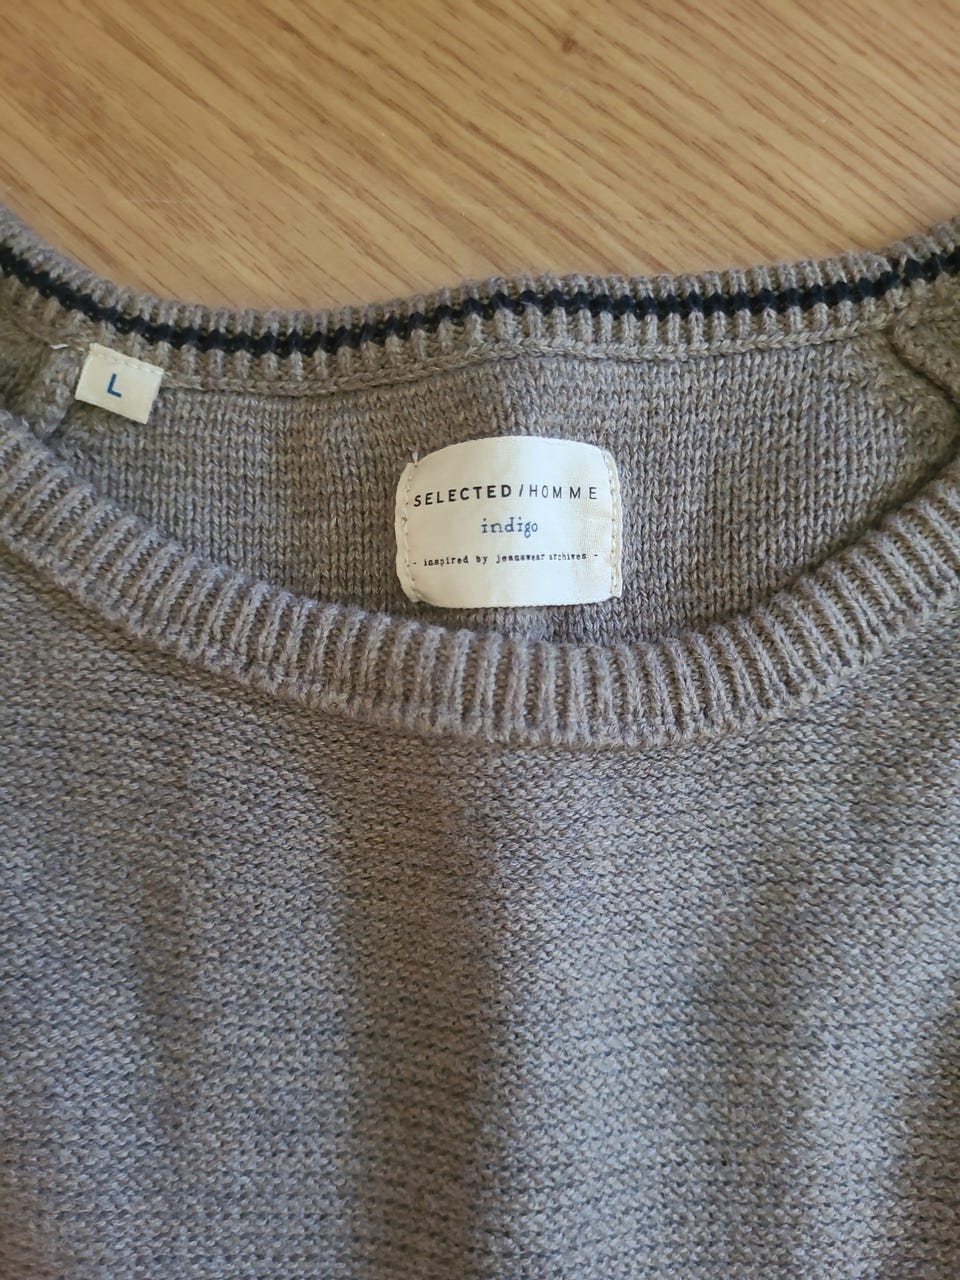 L
SELECTED / HOMME
indigo
- inspired by jeanswear archives -